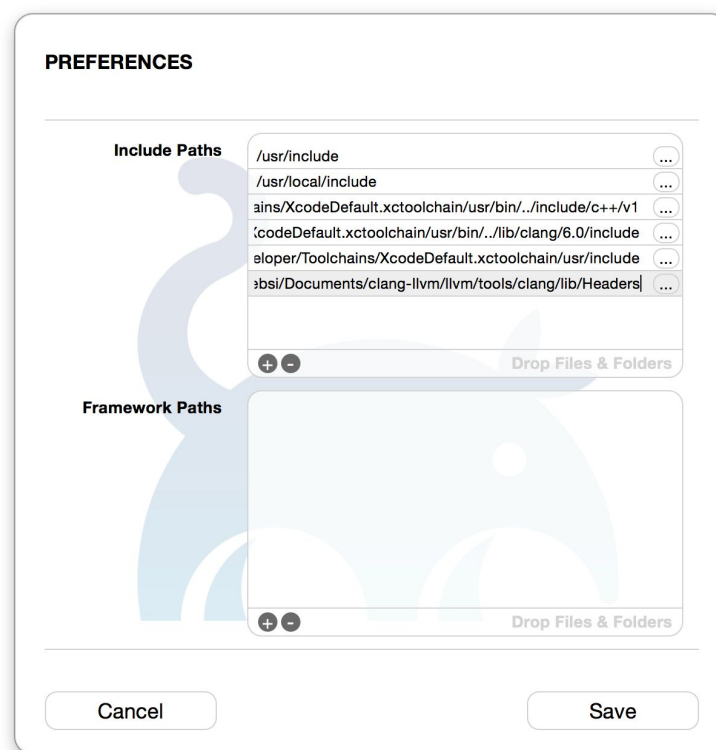 PREFERENCES
Include Paths
/usr/include
...
/usr/local/include
...
ains/XcodeDefault.xctoolchain/usr/bin/../include/c++/v1
...
XcodeDefault.xctoolchain/usr/bin/../lib/clang/6.0/include
...
eloper/Toolchains/XcodeDefault.xctoolchain/usr/include
...
ebsi/Documents/clang-llvm/llvm/tools/clang/lib/Headers
...
+ -
Drop Files & Folders
Framework Paths
+ -
Drop Files & Folders
Cancel
Save